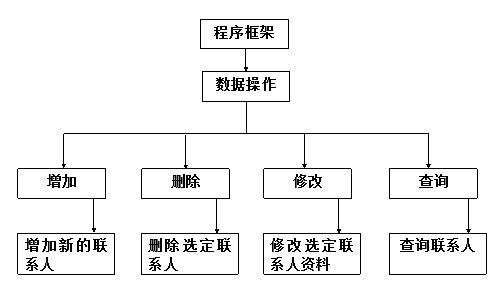 程序框架
数据操作
增加
删除
修改
查询
增加新的联
系人
删除选定联
系人
修改选定联
系人资料
查询联系人